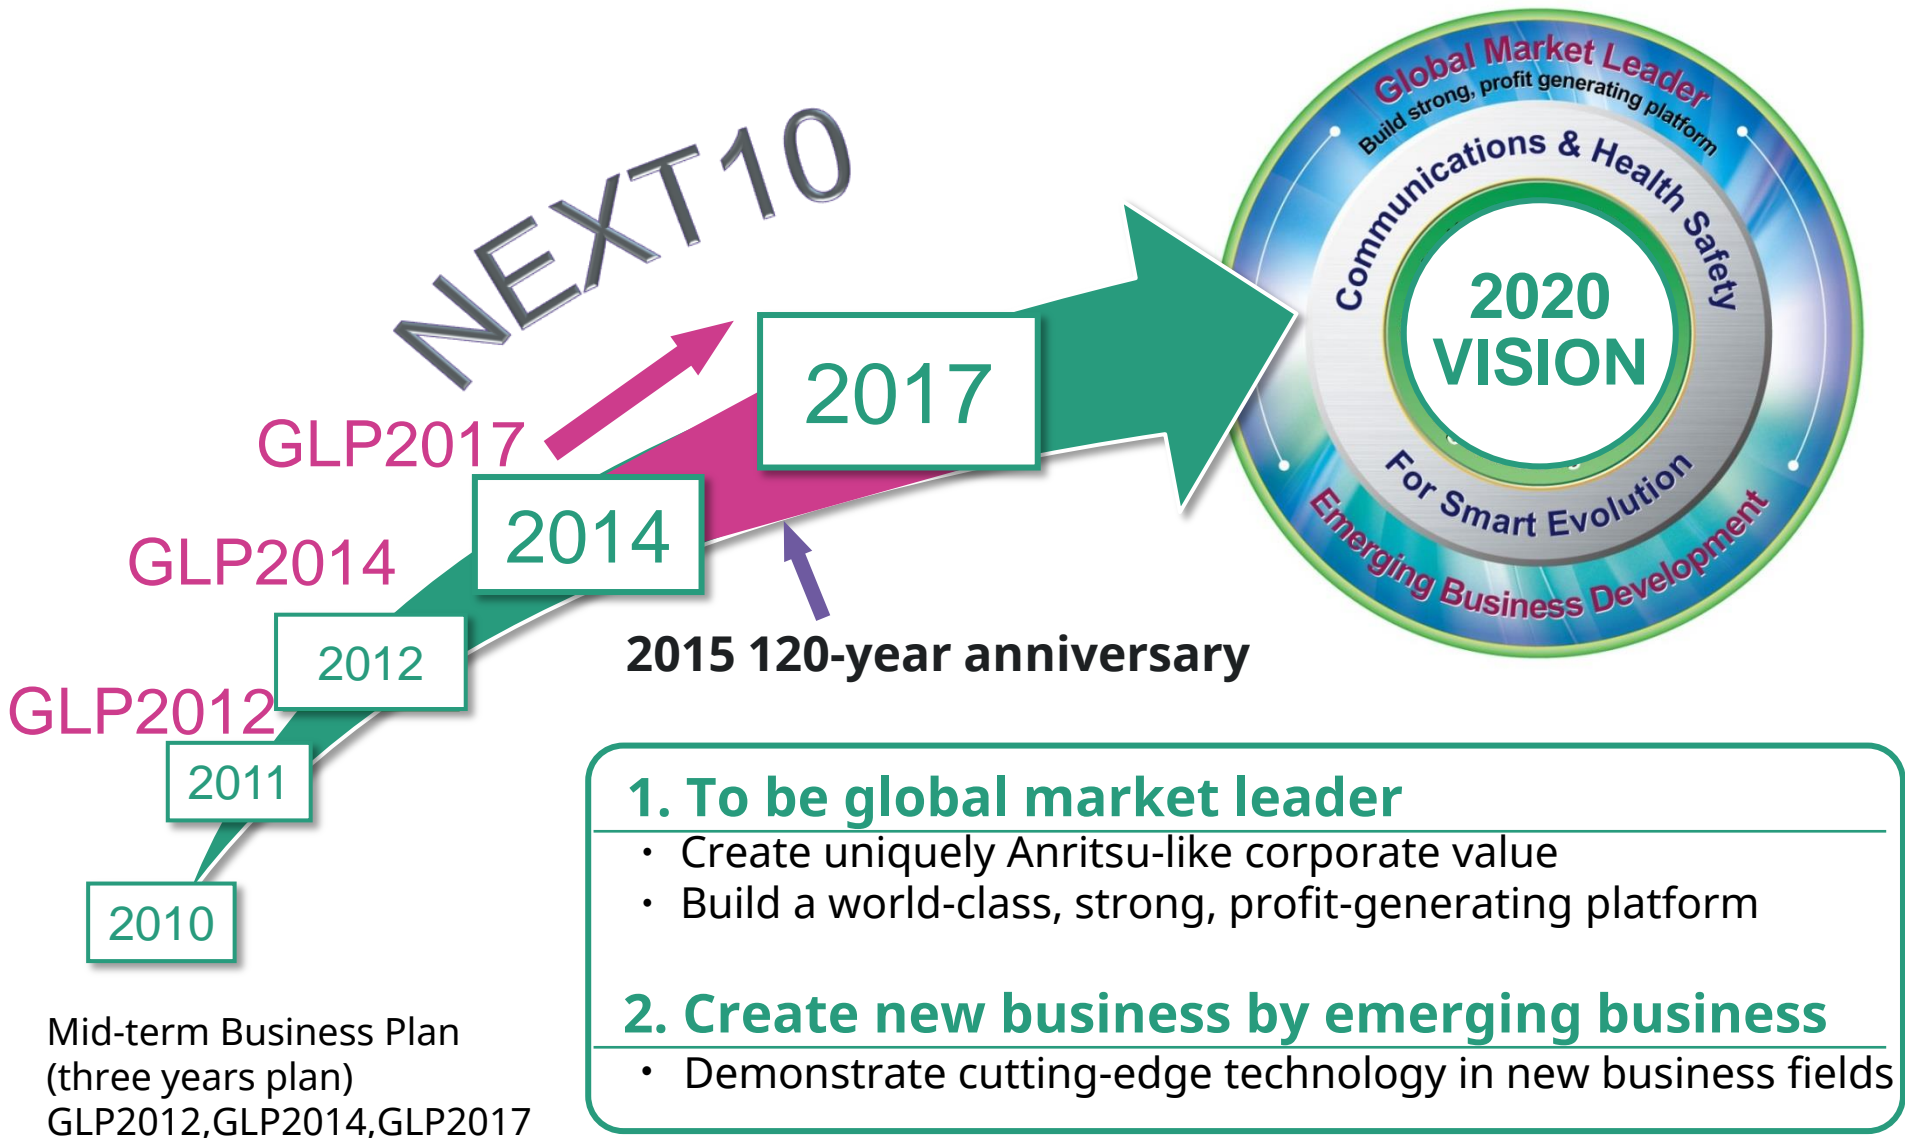 NEXT10
Global Market Leader
Build strong, profit generating platform
Communications & Health Safety
2020
VISION
For Smart Evolution
Emerging Business Development
2017
GLP2017
2014
GLP2014
2012
2015 120-year anniversary
GLP2012
2011
2010
1. To be global market leader
・ Create uniquely Anritsu-like corporate value
・ Build a world-class, strong, profit-generating platform
2. Create new business by emerging business
・ Demonstrate cutting-edge technology in new business fields
Mid-term Business Plan
(three years plan)
GLP2012,GLP2014,GLP2017